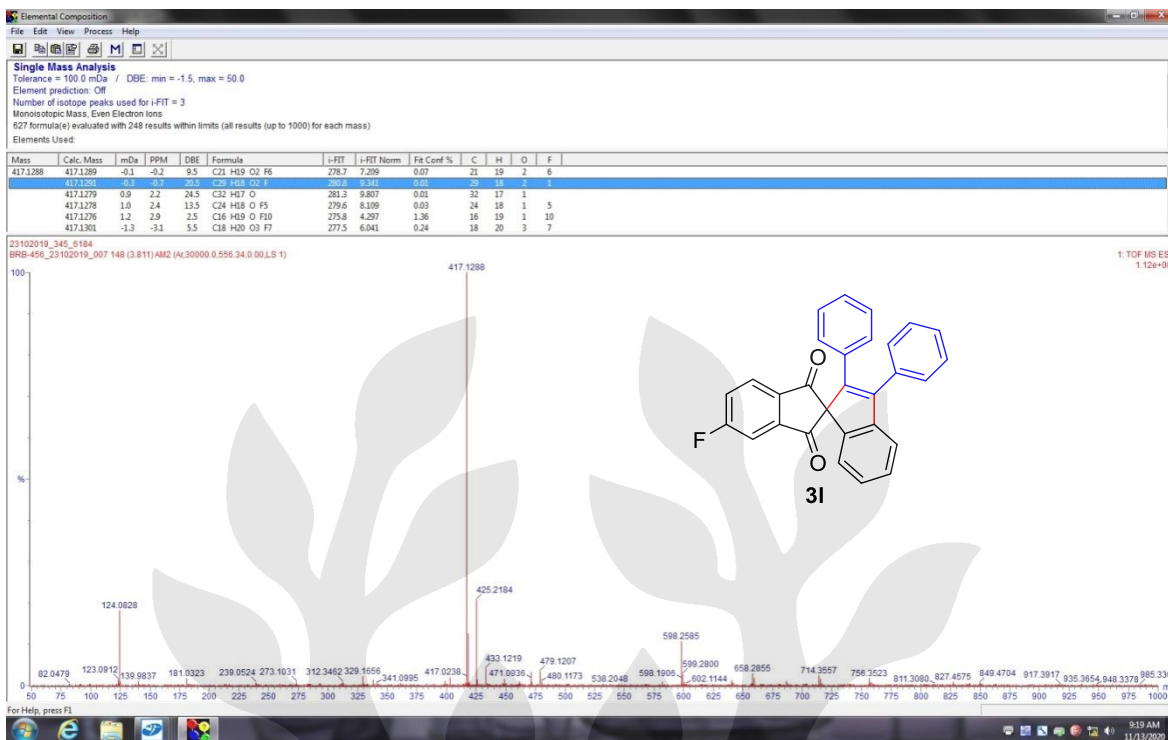 Elemental Composition
File Edit View Process Help
Single Mass Analysis
Tolerance = 100.0 mDa / DBE: min = -1.5, max = 50.0
Element prediction: Off
Number of isotope peaks used for i-FIT = 3
Monoisotopic Mass, Even Electron Ions
627 formula(e) evaluated with 248 results within limits (all results (up to 1000) for each mass)
Elements Used:
Mass Calc. Mass mDa PPM DBE Formula i-FIT i-FIT Norm Fit Conf % C H O F
417.1288 417.1289 -0.1 -0.2 9.5 C21 H19 O2 F6 278.7 7.209 0.07 21 19 2 6
417.1291 -0.3 -0.7 20.5 C29 H18 O2 F 280.8 9.341 0.01 29 18 2 1
417.1279 0.9 2.2 24.5 C32 H17 O 281.3 9.807 0.01 32 17 1
417.1278 1.0 2.4 13.5 C24 H18 O F5 279.6 8.109 0.03 24 18 1 5
417.1276 1.2 2.9 2.5 C16 H19 O F10 275.8 4.297 1.36 16 19 1 10
417.1301 -1.3 -3.1 5.5 C18 H20 O3 F7 277.5 6.041 0.24 18 20 3 7
23102019_345_6184
BRB-456_23102019_007 148 (3.811) AM2 (Ar,30000.0,556.34,0.00,LS 1)
1: TOF MS ES
1.12e+0
100
417.1288
O
F
O
3l
%
425.2184
124.0828
598.2585
433.1219
479.1207
82.0479
123.0912
139.9837
181.0323
239.0524
273.1031
312.3462
329.1656
341.0995
417.0238
471.0936
480.1173
538.2048
598.1906
599.2800
602.1144
658.2855
714.3557
756.3523
811.3080
827.4575
849.4704
917.3917
935.3654
948.3378
985.33
0
50 75 100 125 150 175 200 225 250 275 300 325 350 375 400 425 450 475 500 525 550 575 600 625 650 675 700 725 750 775 800 825 850 875 900 925 950 975 1000
For Help, press F1
9:19 AM
11/13/2020